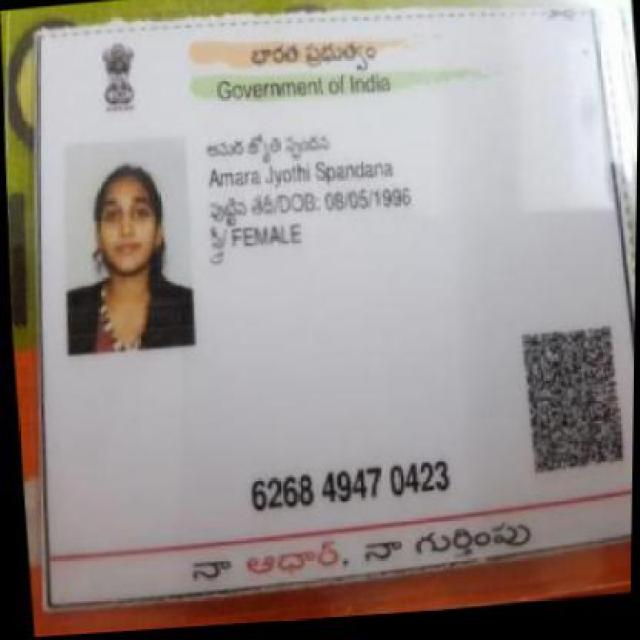 భారత ప్రభుత్వం
Government of India
అమర జ్యోతి స్పందన
Amara Jyothi Spandana
పుట్టిన తేదీ/DOB: 08/05/1996
స్త్రీ/ FEMALE
6268 4947 0423
నా ఆధార్, నా గుర్తింపు